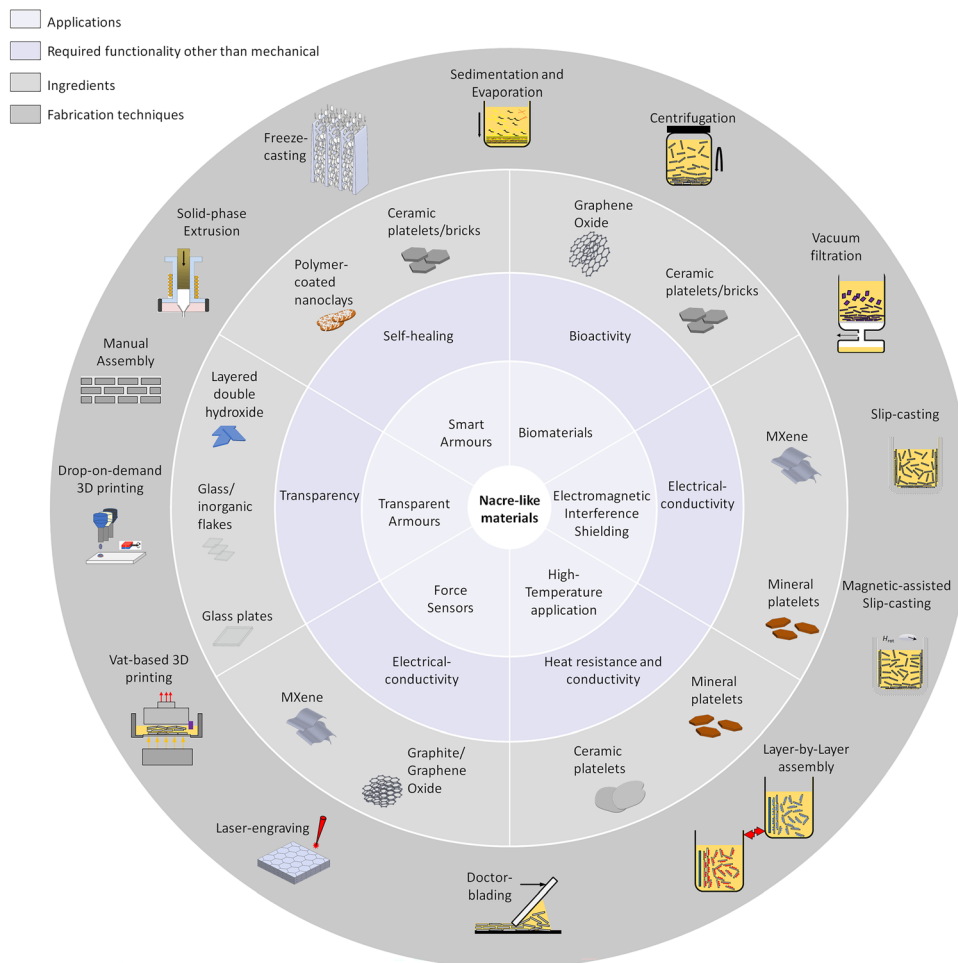 Applications
Required functionality other than mechanical
Ingredients
Fabrication techniques
Sedimentation and
Evaporation
Centrifugation
Freeze-
casting
Solid-phase
Extrusion
Vacuum
filtration
Manual
Assembly
Slip-casting
Drop-on-demand
3D printing
Magnetic-assisted
Slip-casting
H rot
Vat-based 3D
printing
Layer-by-Layer
assembly
Laser-engraving
Doctor-
blading
Ceramic
platelets/bricks
Polymer-
coated
nanoclays
Graphene
Oxide
Ceramic
platelets/bricks
Layered
double
hydroxide
Glass/
inorganic
flakes
Glass plates
MXene
Mineral
platelets
MXene
Graphite/
Graphene
Oxide
Ceramic
platelets
Mineral
platelets
Self-healing
Bioactivity
Transparency
Electrical-
conductivity
Electrical-
conductivity
Heat resistance and
conductivity
Smart
Armours
Biomaterials
Transparent
Armours
Electromagnetic
Interference
Shielding
Force
Sensors
High-
Temperature
application
Nacre-like
materials